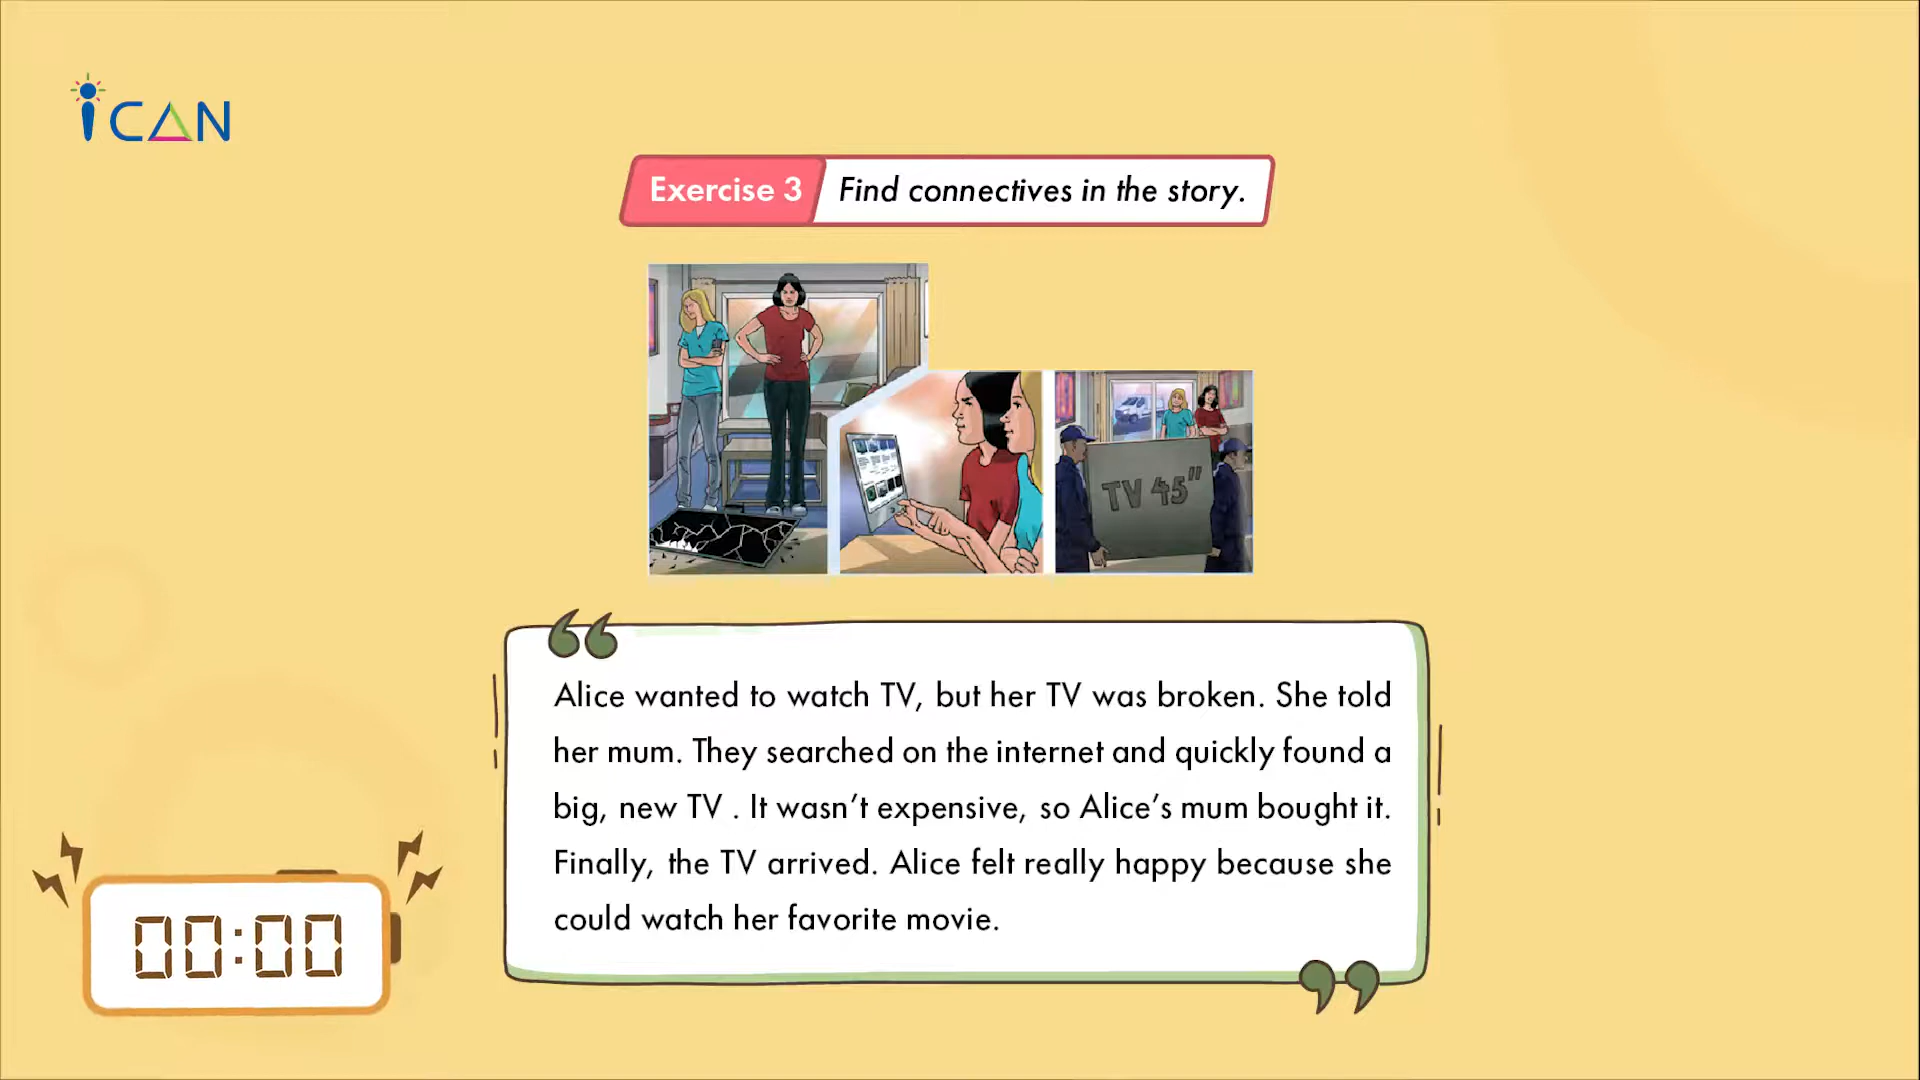 iCAN
Exercise 3 Find connectives in the story.
TV 45"
Alice wanted to watch TV, but her TV was broken. She told
her mum. They searched on the internet and quickly found a
big, new TV . It wasn't expensive, so Alice's mum bought it.
Finally, the TV arrived. Alice felt really happy because she
could watch her favorite movie.
00:00